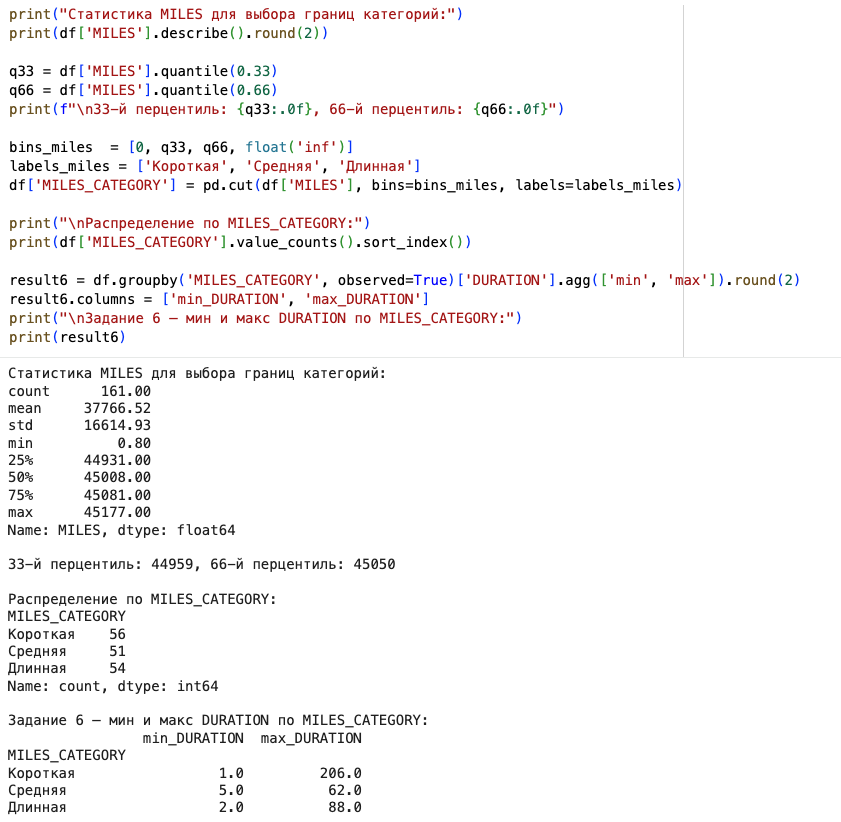 print("Статистика MILES для выбора границ категорий:")
print(df['MILES'].describe().round(2))
q33 = df['MILES'].quantile(0.33)
q66 = df['MILES'].quantile(0.66)
print(f"\n33-й перцентиль: {q33:.0f}, 66-й перцентиль: {q66:.0f}")
bins_miles  = [0, q33, q66, float('inf')]
labels_miles = ['Короткая', 'Средняя', 'Длинная']
df['MILES_CATEGORY'] = pd.cut(df['MILES'], bins=bins_miles, labels=labels_miles)
print("\nРаспределение по MILES_CATEGORY:")
print(df['MILES_CATEGORY'].value_counts().sort_index())
result6 = df.groupby('MILES_CATEGORY', observed=True)['DURATION'].agg(['min', 'max']).round(2)
result6.columns = ['min_DURATION', 'max_DURATION']
print("\nЗадание 6 — мин и макс DURATION по MILES_CATEGORY:")
print(result6)
Статистика MILES для выбора границ категорий:
count      161.00
mean     37766.52
std      16614.93
min          0.80
25%      44931.00
50%      45008.00
75%      45081.00
max      45177.00
Name: MILES, dtype: float64
33-й перцентиль: 44959, 66-й перцентиль: 45050
Распределение по MILES_CATEGORY:
MILES_CATEGORY
Короткая    56
Средняя     51
Длинная     54
Name: count, dtype: int64
Задание 6 — мин и макс DURATION по MILES_CATEGORY:
min_DURATION  max_DURATION
MILES_CATEGORY
Короткая                 1.0         206.0
Средняя                  5.0          62.0
Длинная                  2.0          88.0